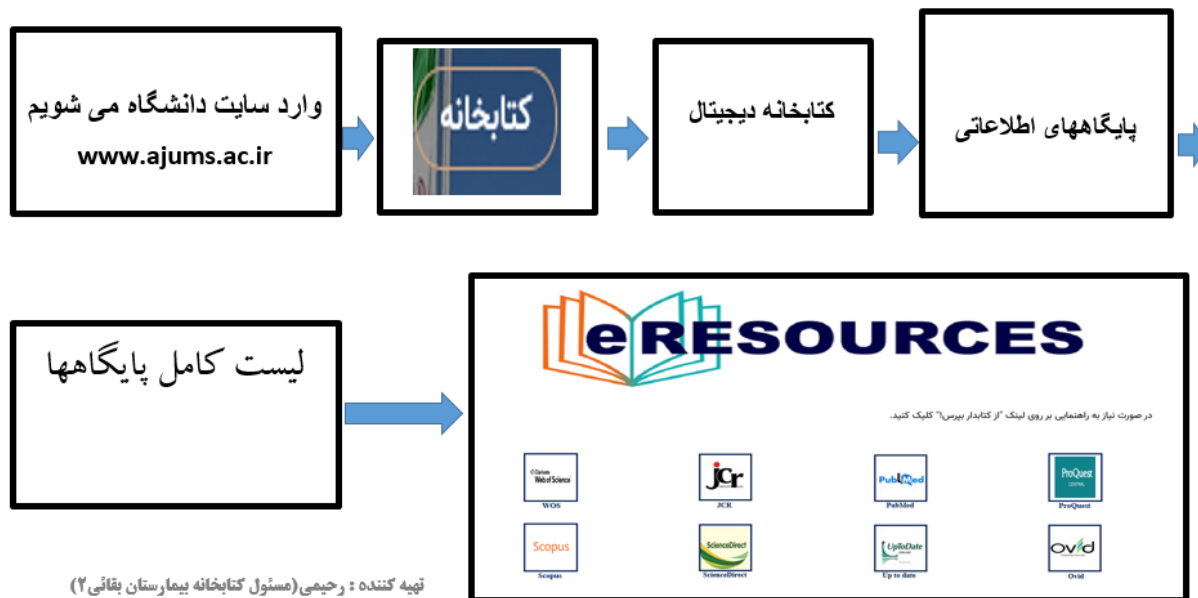 وارد سایت دانشگاه می شویم
www.ajums.ac.ir
کتابخانه
کتابخانه دیجیتال
پایگاههای اطلاعاتی
لیست کامل پایگاهها
eRESOURCES
در صورت نیاز به راهنمایی بر روی لینک "از کتابدار بپرس!" کلیک کنید.
© Clarivate
Web of Science
WOS
jcr
JCR
PubMed
PubMed
ProQuest
CENTRAL
ProQuest
Scopus
Scopus
ScienceDirect
ScienceDirect
UpToDate
Up to date
ovid
Ovid
تهیه کننده : رحیمی(مسئول کتابخانه بیمارستان بقائی۲)